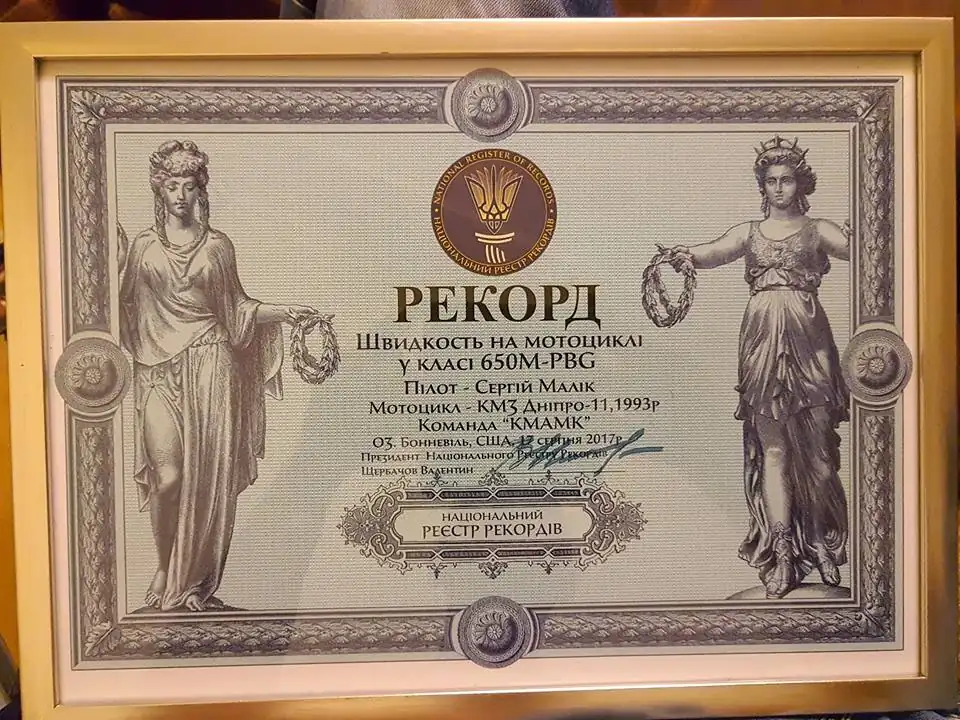 NATIONAL REGISTER OF RECORDS
НАЦІОНАЛЬНИЙ РЕЄСТР РЕКОРДІВ
РЕКОРД
Швидкость на мотоциклі
у класі 650M-PBG
Пілот - Сергій Малік
Мотоцикл - КМЗ Дніпро-11,1993р
Команда "КМАМК"
Оз. Бонневіль, США, 17 серпня 2017р.
Президент Національного Реєстру Рекордів
Щербачов Валентин
НАЦІОНАЛЬНИЙ
РЕЄСТР РЕКОРДІВ